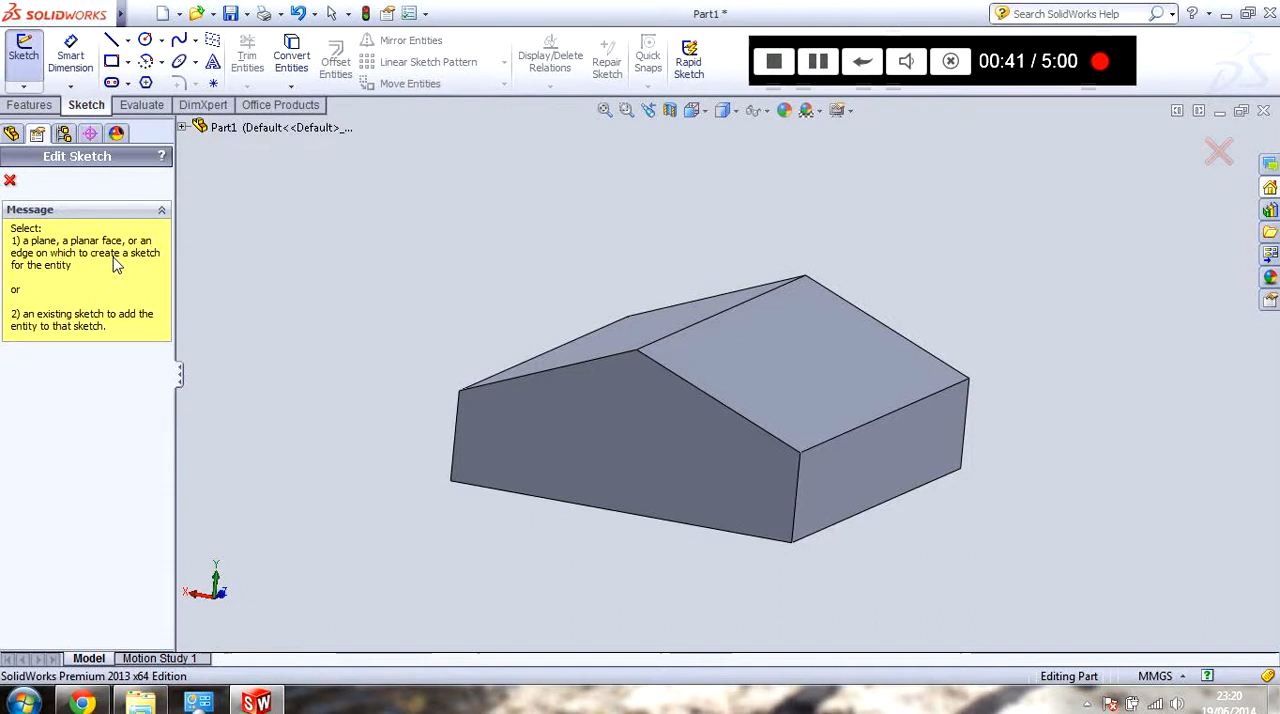 SOLIDWORKS
Part1 *
Search SolidWorks Help
Sketch
Smart
Dimension
Trim
Entities
Convert
Entities
Offset
Entities
Mirror Entities
Linear Sketch Pattern
Move Entities
Display/Delete
Relations
Repair
Sketch
Quick
Snaps
Rapid
Sketch
00:41 / 5:00
Features
Sketch
Evaluate
DimXpert
Office Products
Part1 (Default<<Default>_...
Edit Sketch
?
Message
Select:
1) a plane, a planar face, or an
edge on which to create a sketch
for the entity
or
2) an existing sketch to add the
entity to that sketch.
Y
X
Z
Model
Motion Study 1
SolidWorks Premium 2013 x64 Edition
Editing Part
MMGS
?
SW
23:20
19/06/2014